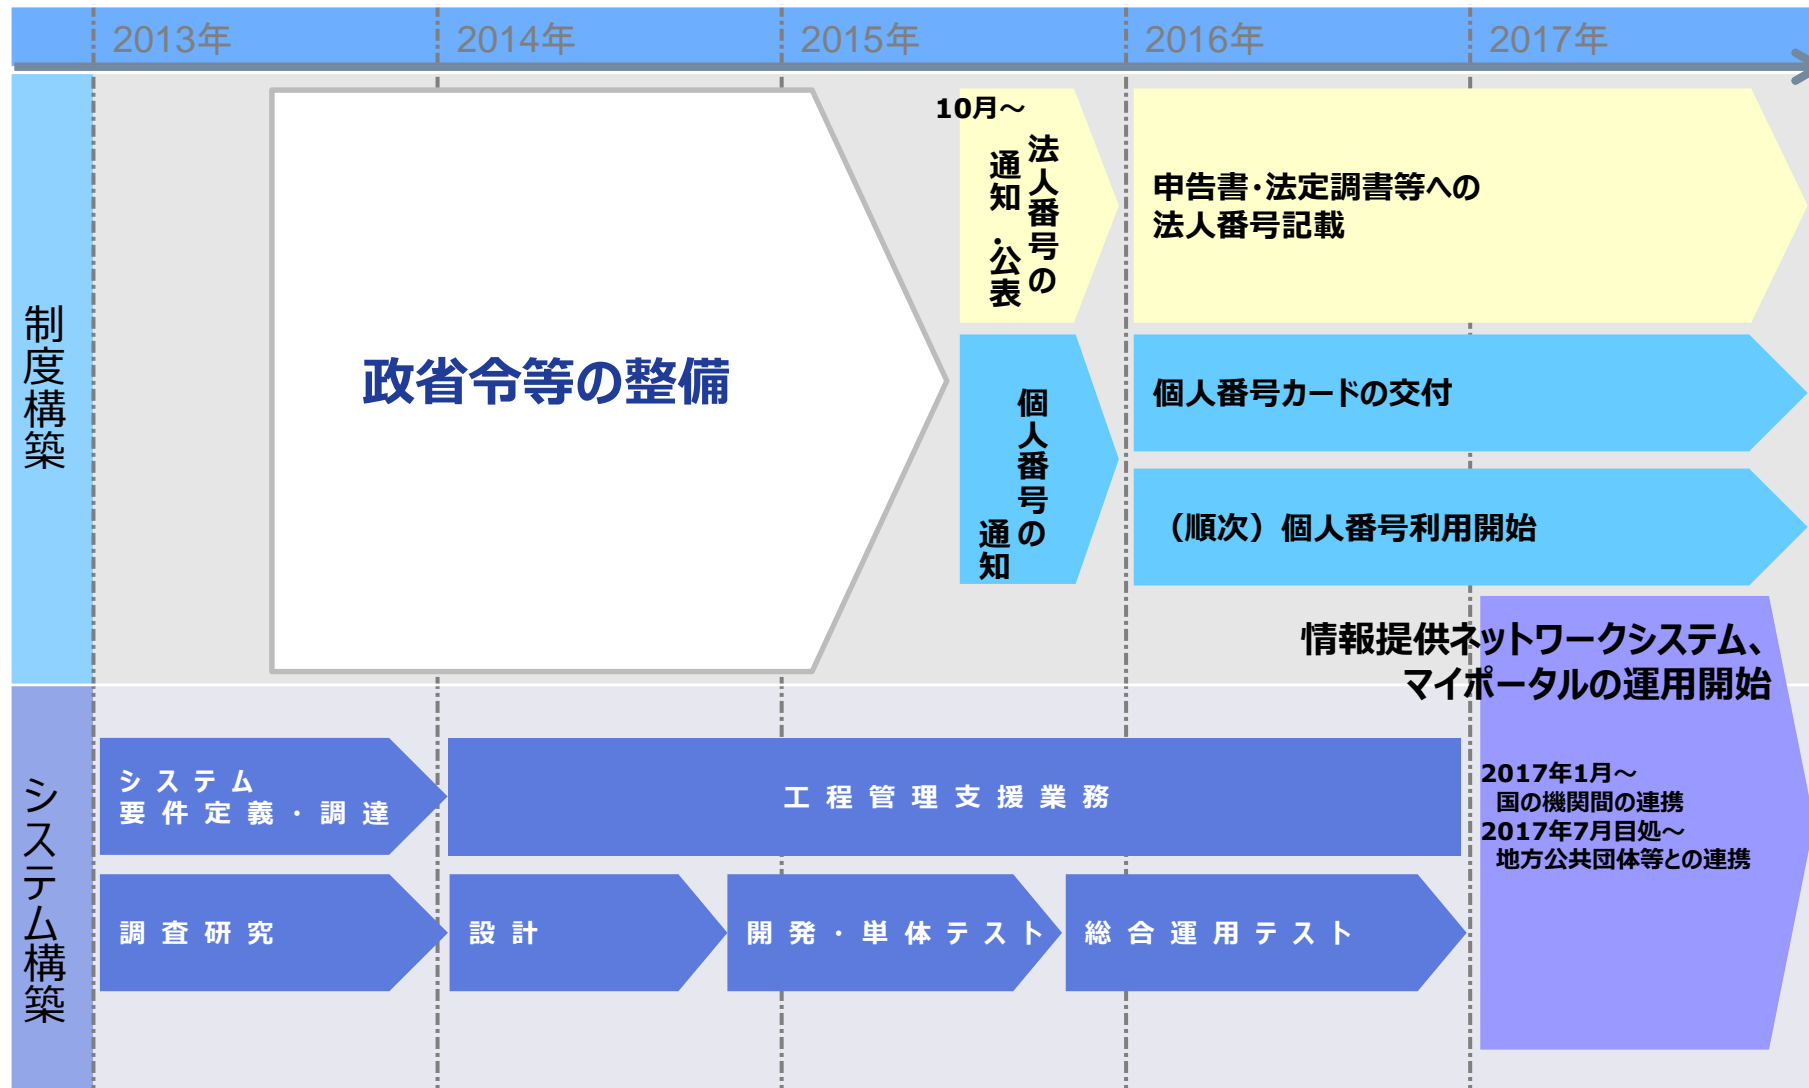 2013年
2014年
2015年
2016年
2017年
制度構築
政省令等の整備
10月～
法人番号の
通知・公表
申告書・法定調書等への
法人番号記載
個人番号の
通知
個人番号カードの交付
（順次）個人番号利用開始
情報提供ネットワークシステム、
マイポータルの運用開始
2017年1月～
国の機関間の連携
2017年7月目処～
地方公共団体等との連携
システム構築
システム
要件定義・調達
工程管理支援業務
調査研究
設計
開発・単体テスト
総合運用テスト